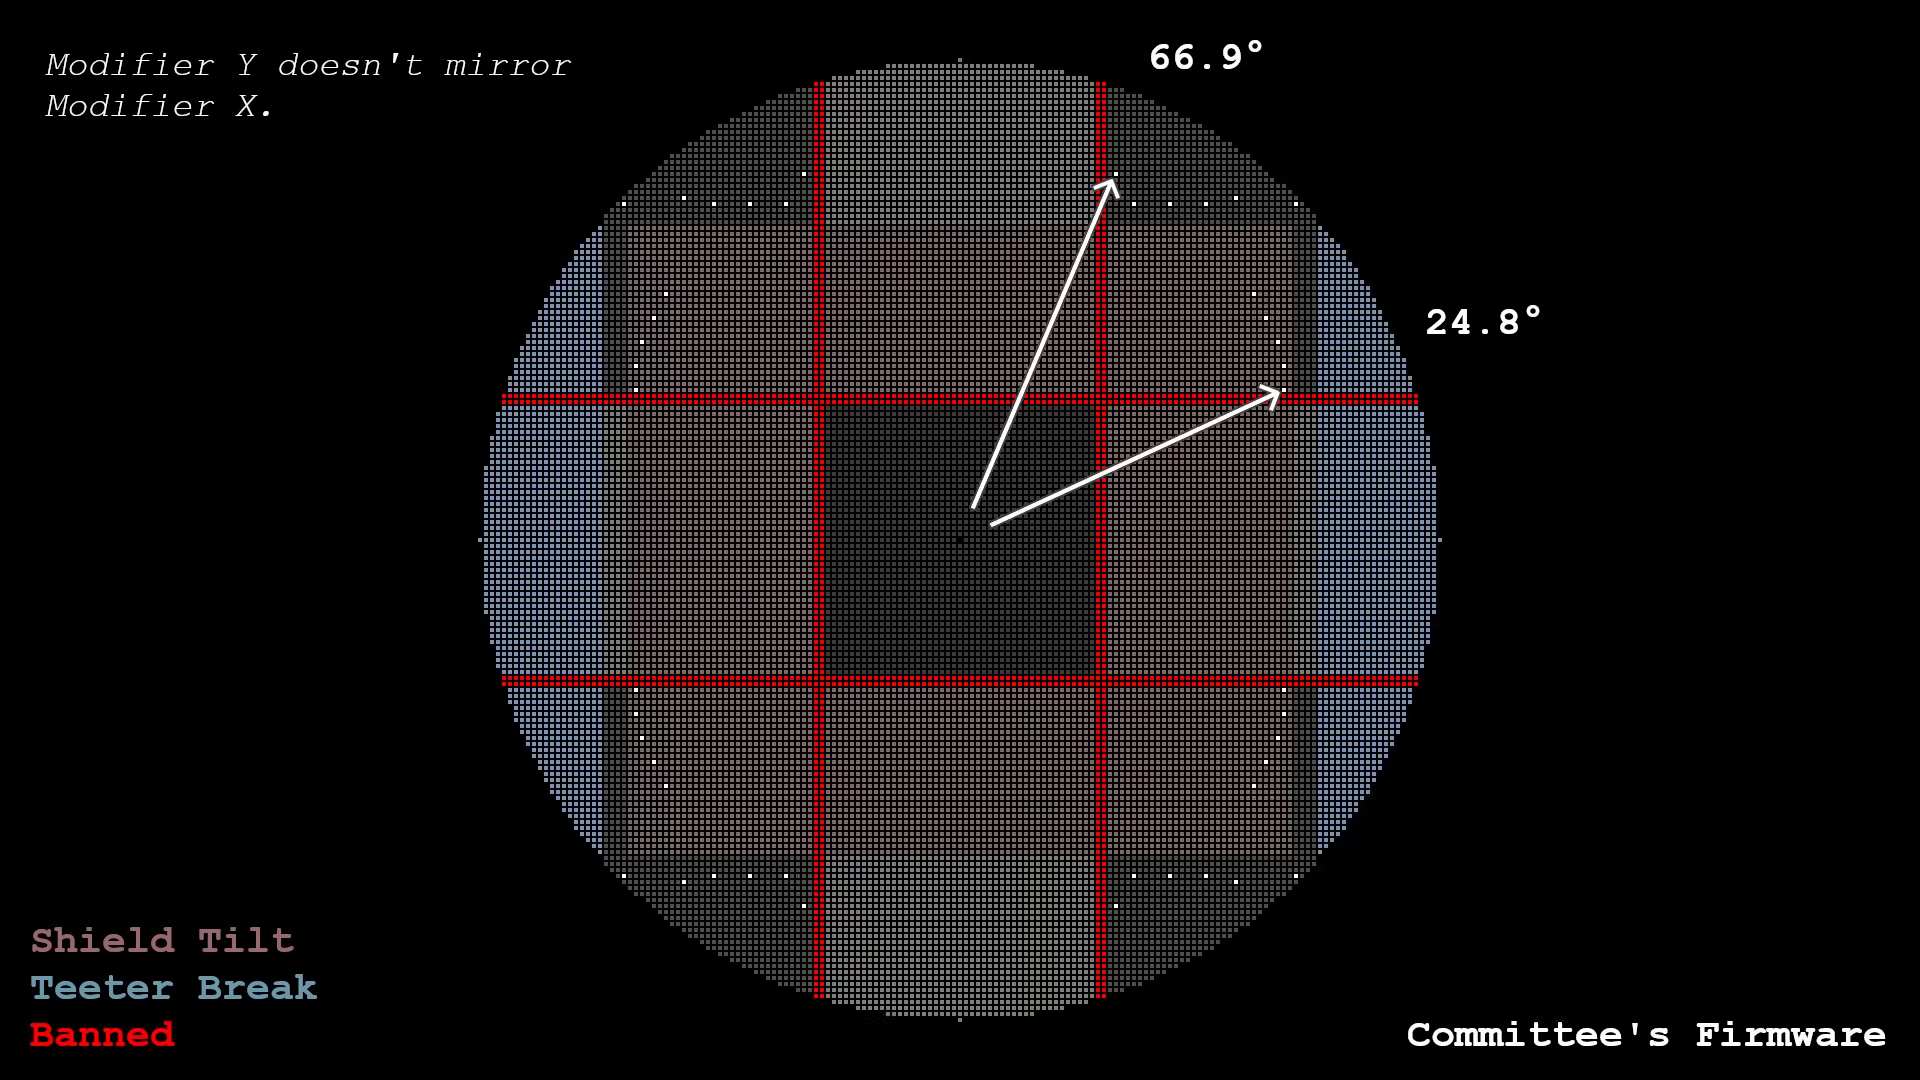 66.9°
Modifier Y doesn't mirror
Modifier X.
24.8°
Shield Tilt
Teeter Break
Banned
Committee's Firmware